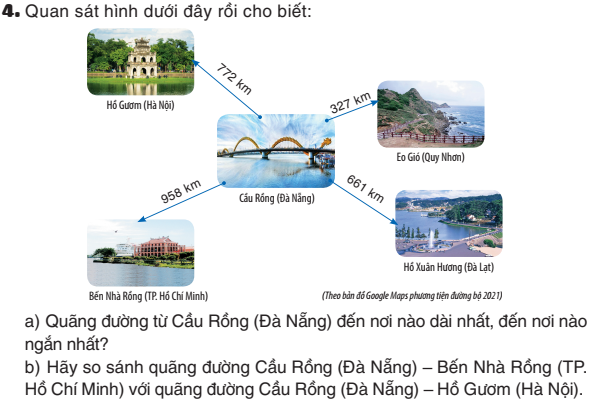 4. Quan sát hình dưới đây rồi cho biết:
772 km
327 km
Hồ Gươm (Hà Nội)
Eo Gió (Quy Nhơn)
958 km
661 km
Cầu Rồng (Đà Nẵng)
Hồ Xuân Hương (Đà Lạt)
Bến Nhà Rồng (TP. Hồ Chí Minh)
(Theo bản đồ Google Maps phương tiện đường bộ 2021)
a) Quãng đường từ Cầu Rồng (Đà Nẵng) đến nơi nào dài nhất, đến nơi nào
ngắn nhất?
b) Hãy so sánh quãng đường Cầu Rồng (Đà Nẵng) – Bến Nhà Rồng (TP.
Hồ Chí Minh) với quãng đường Cầu Rồng (Đà Nẵng) – Hồ Gươm (Hà Nội).